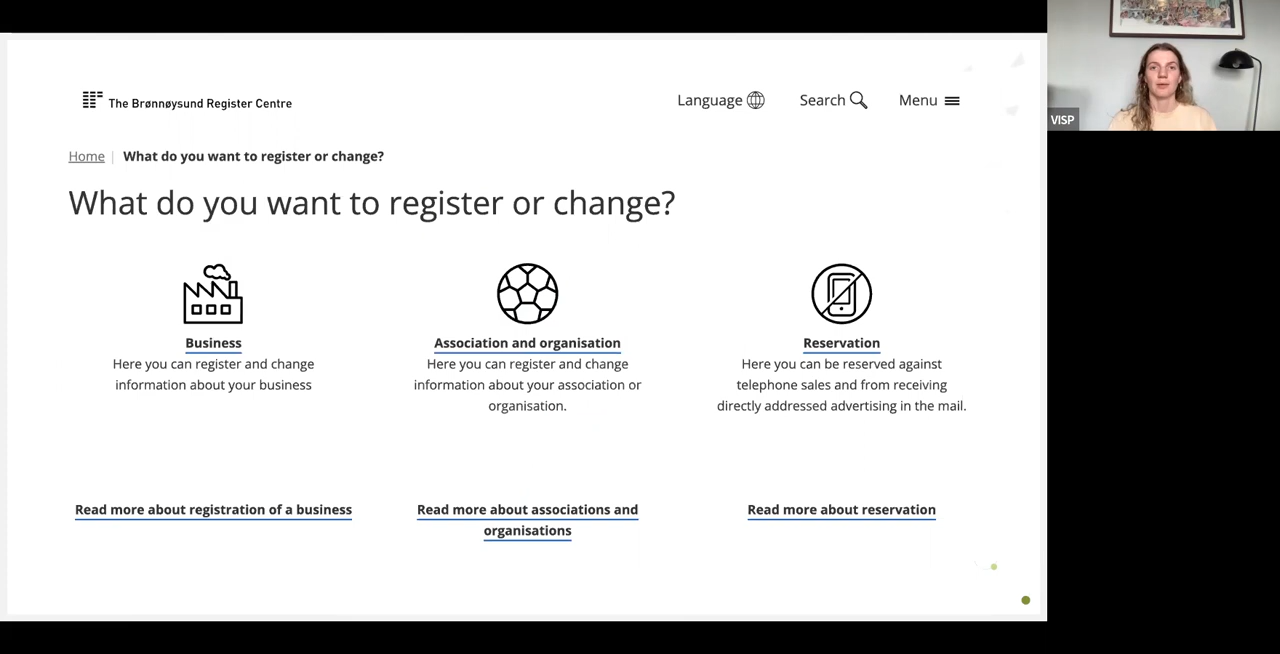 The Brønnøysund Register Centre
Language
Search
Menu
VISP
Home | What do you want to register or change?
What do you want to register or change?
Business
Here you can register and change
information about your business
Association and organisation
Here you can register and change
information about your association or
organisation.
Reservation
Here you can be reserved against
telephone sales and from receiving
directly addressed advertising in the mail.
Read more about registration of a business
Read more about associations and
organisations
Read more about reservation